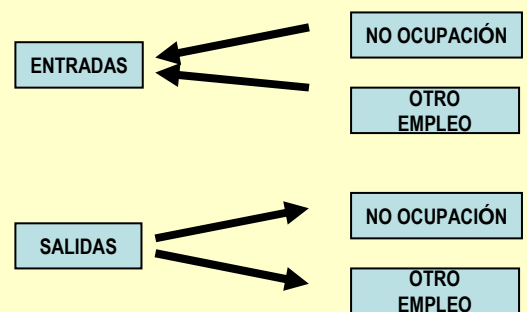 NO OCUPACIÓN
ENTRADAS
OTRO
EMPLEO
NO OCUPACIÓN
SALIDAS
OTRO
EMPLEO